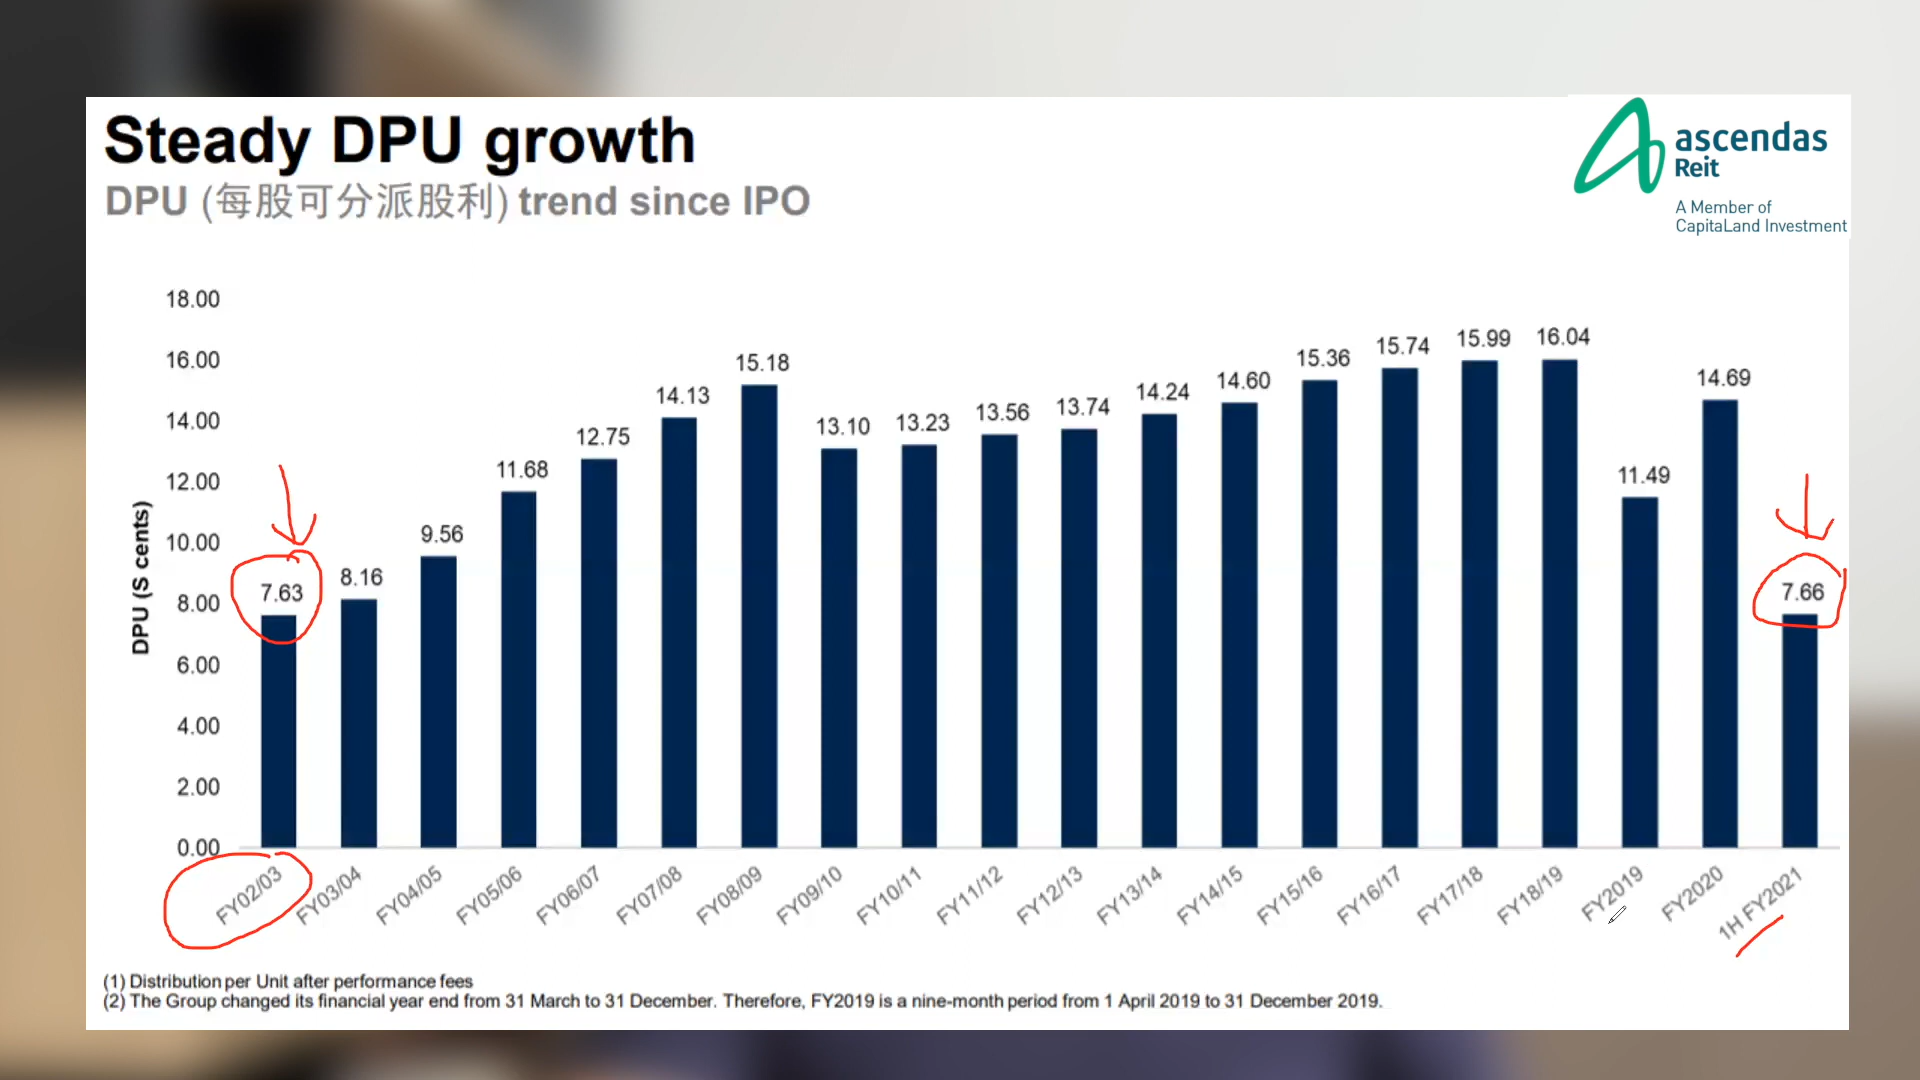 Steady DPU growth
DPU (每股可分派股利) trend since IPO
ascendas
Reit
A Member of
CapitaLand Investment
DPU (S cents)
18.00
16.00
14.00
12.00
10.00
8.00
6.00
4.00
2.00
0.00
7.63
8.16
9.56
11.68
12.75
14.13
15.18
13.10
13.23
13.56
13.74
14.24
14.60
15.36
15.74
15.99
16.04
11.49
14.69
7.66
FY02/03
FY03/04
FY04/05
FY05/06
FY06/07
FY07/08
FY08/09
FY09/10
FY10/11
FY11/12
FY12/13
FY13/14
FY14/15
FY15/16
FY16/17
FY17/18
FY18/19
FY2019
FY2020
1H FY2021
(1) Distribution per Unit after performance fees
(2) The Group changed its financial year end from 31 March to 31 December. Therefore, FY2019 is a nine-month period from 1 April 2019 to 31 December 2019.